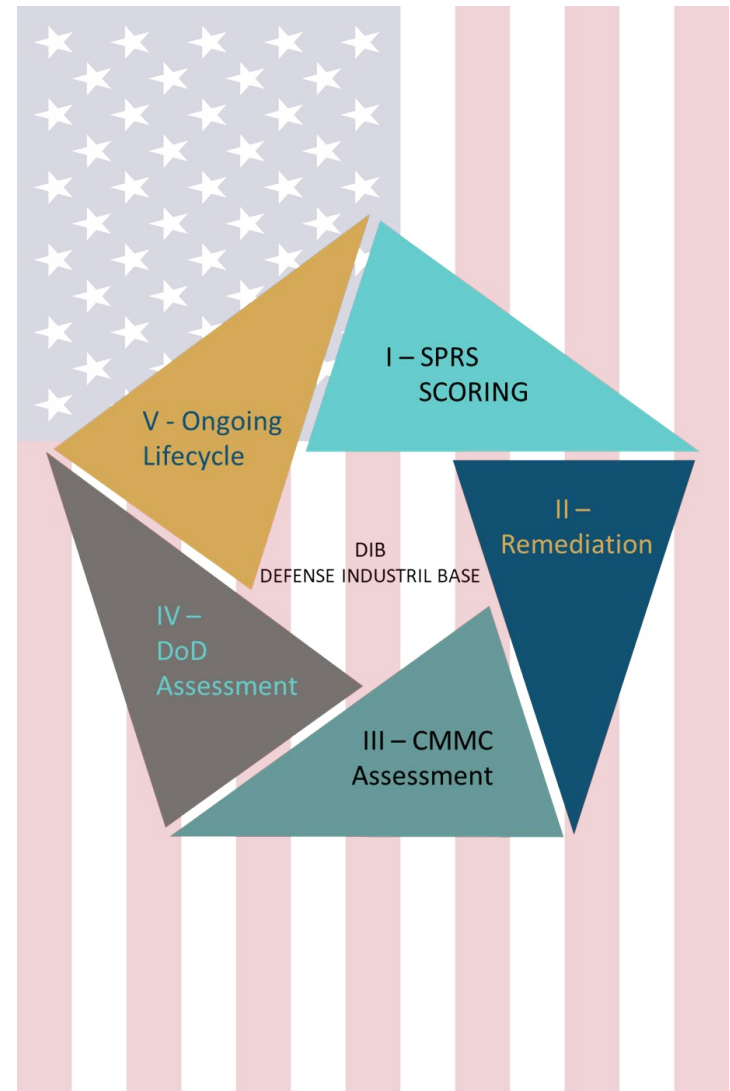 I – SPRS
SCORING
II –
Remediation
III – CMMC
Assessment
IV –
DoD
Assessment
V - Ongoing
Lifecycle
DIB
DEFENSE INDUSTRIL BASE